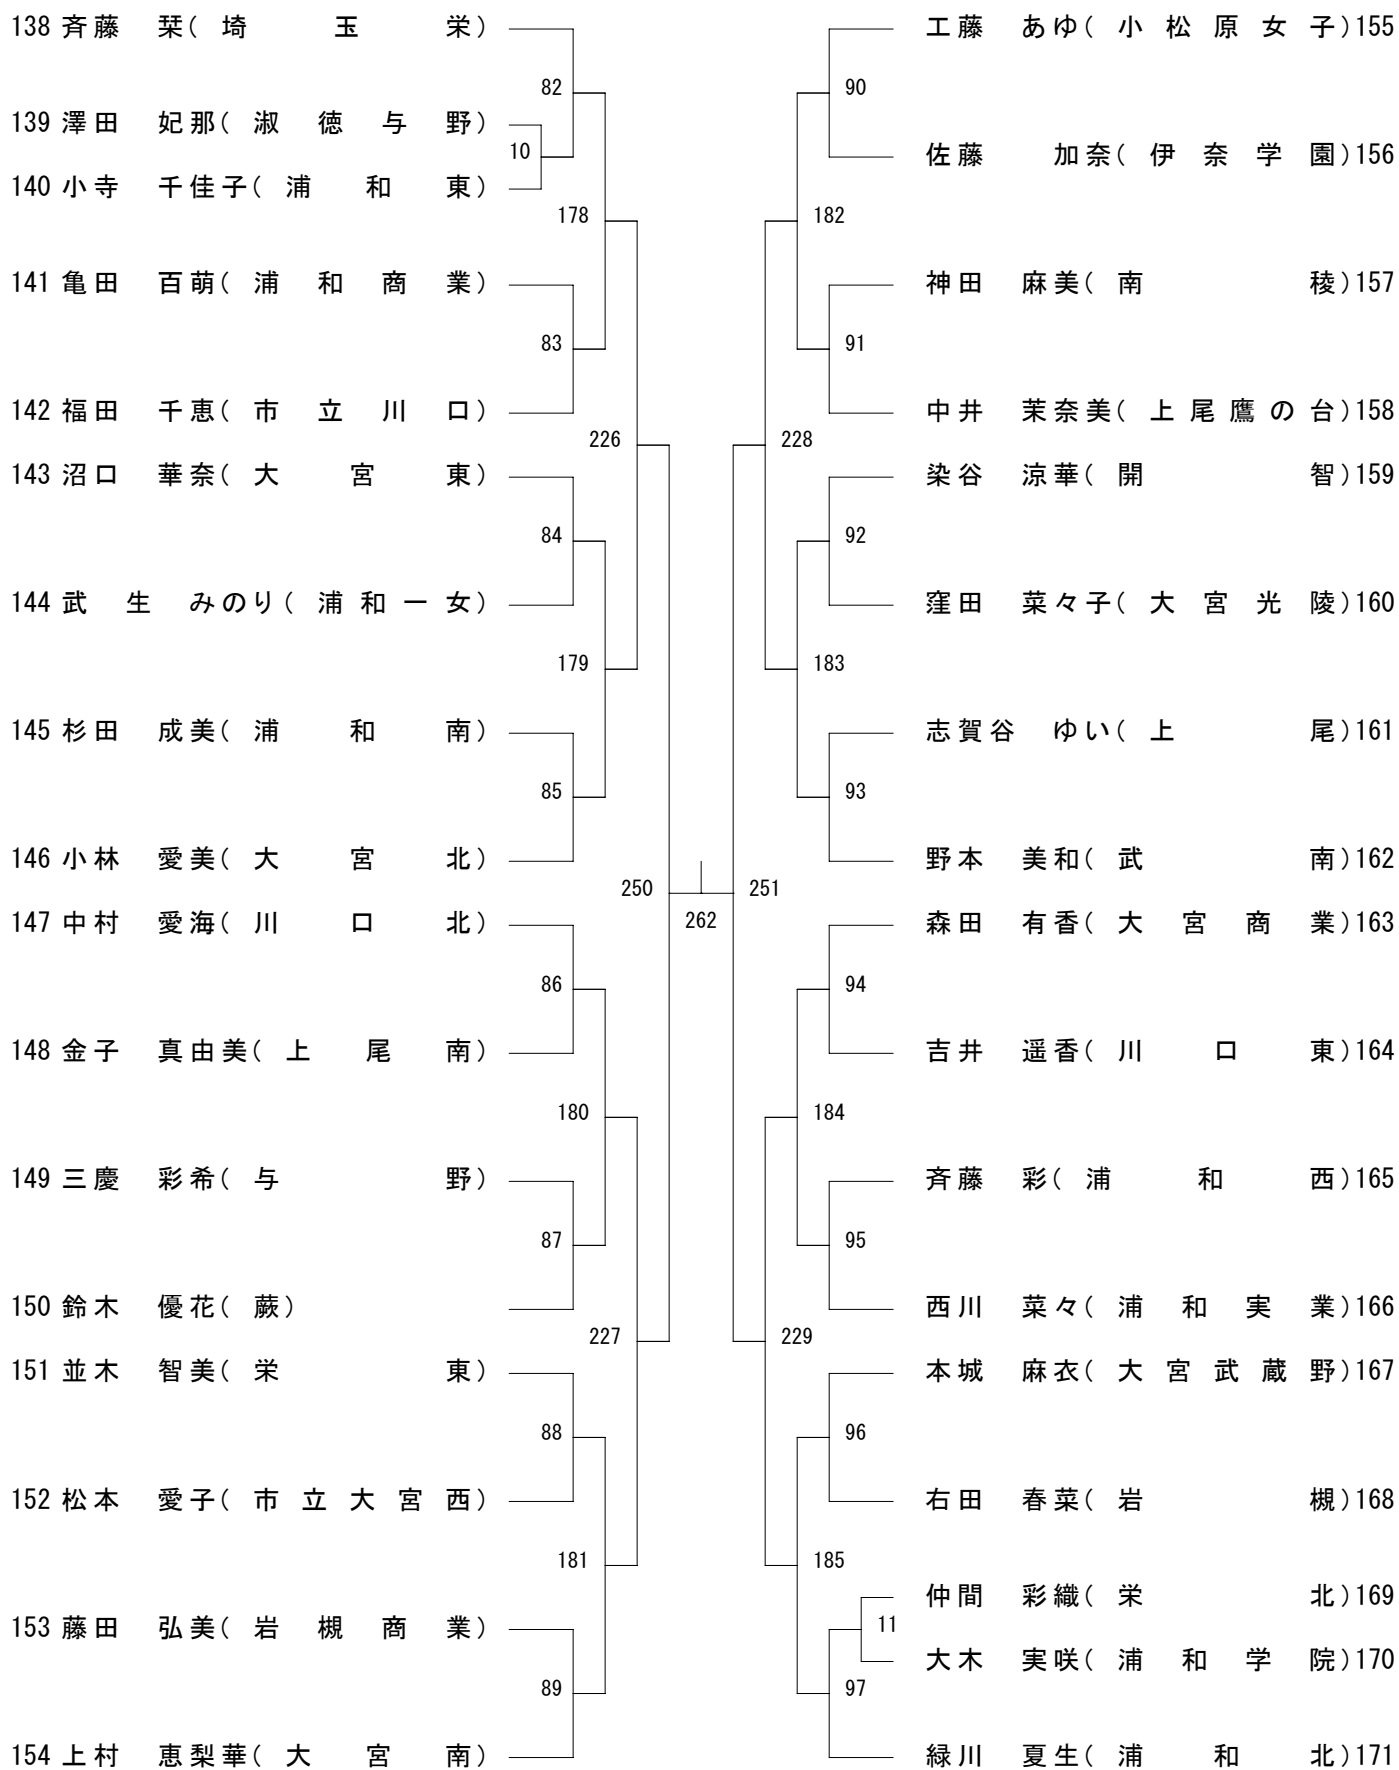 138 斉藤 栞( 埼玉栄)
82
139 澤田 妃那( 淑徳与野)
10
140 小寺 千佳子( 浦和東)
178
141 亀田 百萌( 浦和商業)
83
142 福田 千恵( 市立川口)
226
143 沼口 華奈( 大宮東)
84
144 武生 みのり( 浦和一女)
179
145 杉田 成美( 浦和南)
85
146 小林 愛美( 大宮北)
250
147 中村 愛海( 川口北)
86
148 金子 真由美( 上尾南)
180
149 三慶 彩希( 与野)
87
150 鈴木 優花( 蕨)
227
151 並木 智美( 栄東)
88
152 松本 愛子( 市立大宮西)
181
153 藤田 弘美( 岩槻商業)
89
154 上村 恵梨華( 大宮南)
262
工藤 あゆ( 小松原女子)155
90
佐藤 加奈( 伊奈学園)156
182
神田 麻美( 南稜)157
91
中井 茉奈美( 上尾鷹の台)158
228
染谷 涼華( 開智)159
92
窪田 菜々子( 大宮光陵)160
183
志賀谷 ゆい( 上尾)161
93
野本 美和( 武南)162
251
森田 有香( 大宮商業)163
94
吉井 遥香( 川口東)164
184
斉藤 彩( 浦和西)165
95
西川 菜々( 浦和実業)166
229
本城 麻衣( 大宮武蔵野)167
96
右田 春菜( 岩槻)168
185
仲間 彩織( 栄北)169
11
大木 実咲( 浦和学院)170
97
緑川 夏生( 浦和北)171